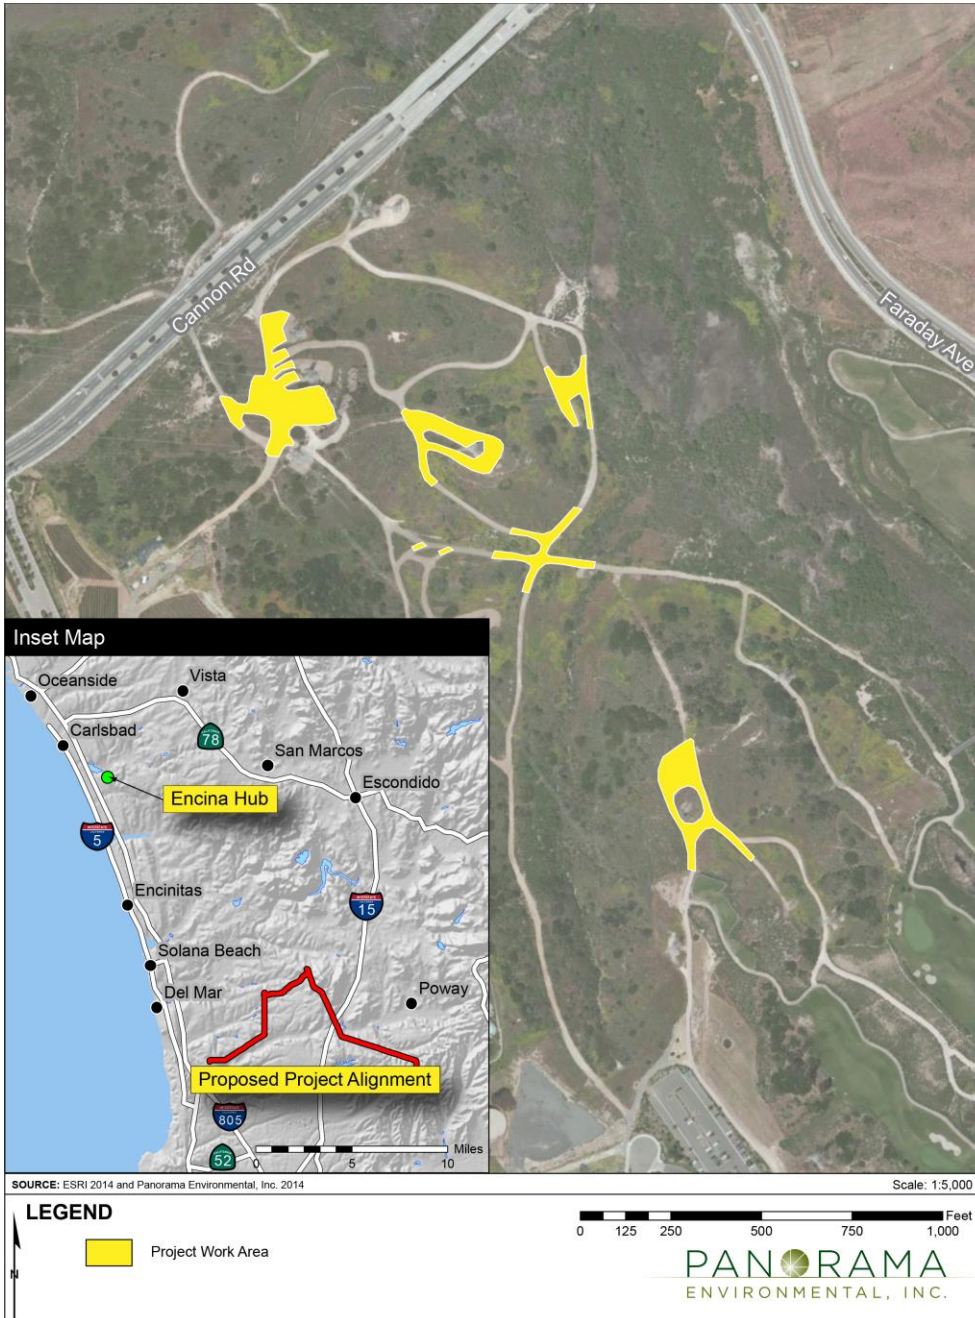 Cannon Rd
Faraday Ave
Inset Map
Oceanside
Vista
Carlsbad
78
San Marcos
Escondido
Encina Hub
5
Encinitas
15
Solana Beach
Del Mar
Poway
Proposed Project Alignment
805
52
Miles
0 5 10
SOURCE: ESRI 2014 and Panorama Environmental, Inc. 2014
Scale: 1:5,000
LEGEND
Project Work Area
N
Feet
0 125 250 500 750 1,000
PANORAMA
ENVIRONMENTAL, INC.